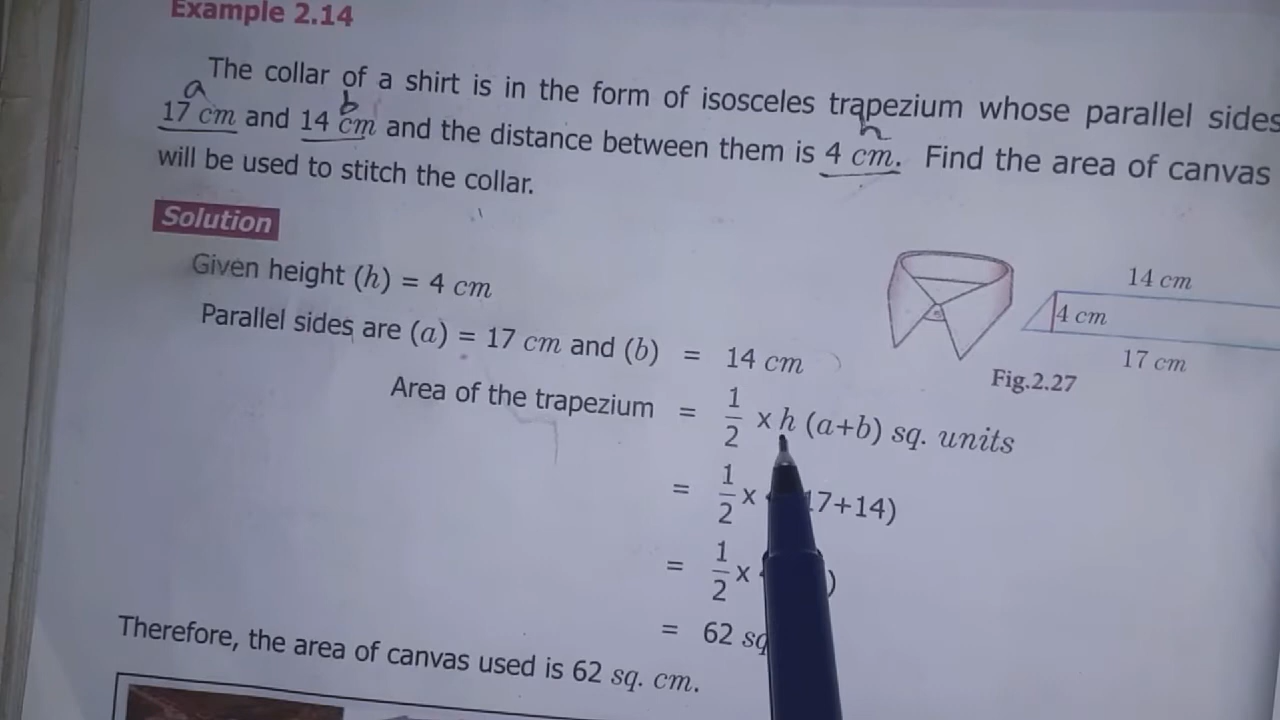 Example 2.14
The collar of a shirt is in the form of isosceles trapezium whose parallel sides
a
b
h
17 cm and 14 cm and the distance between them is 4 cm. Find the area of canvas
will be used to stitch the collar.
Solution
Given height (h) = 4 cm
Parallel sides are (a) = 17 cm and (b) = 14 cm
Area of the trapezium = 1/2 × h (a+b) sq. units
= 1/2 × 17+14)
= 1/2 × )
= 62 sq
Therefore, the area of canvas used is 62 sq. cm.
14 cm
4 cm
17 cm
Fig.2.27